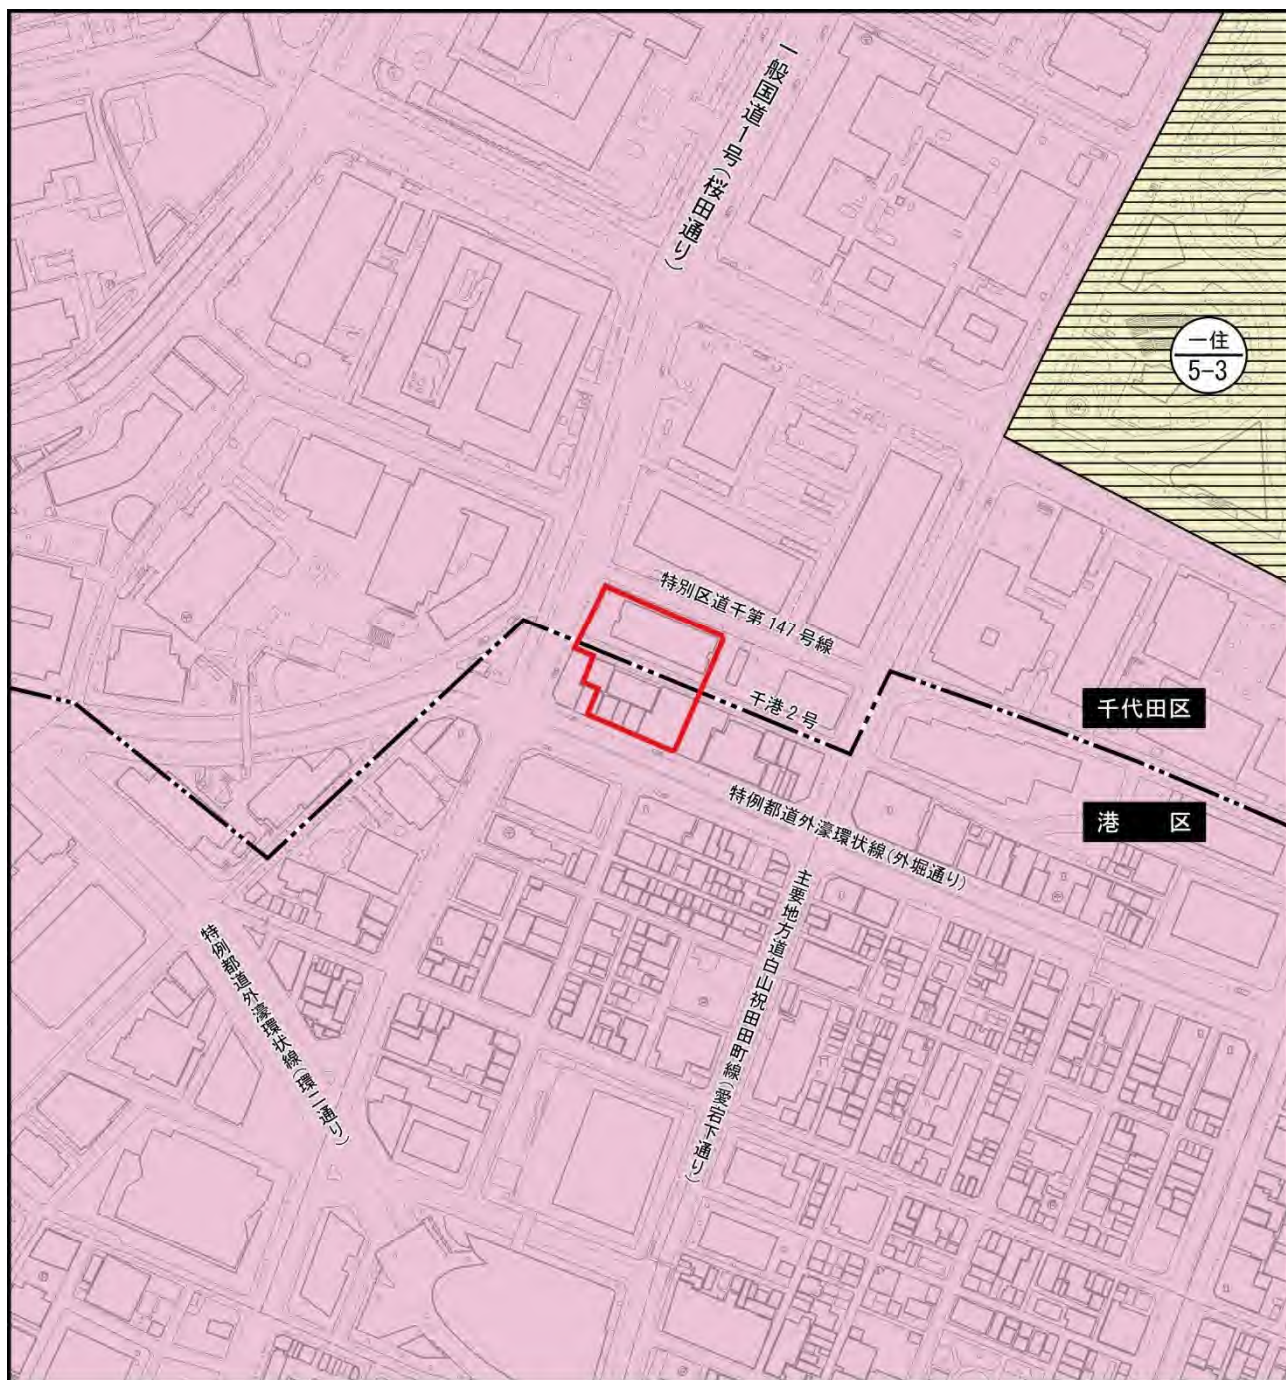 一般国道1号(桜田通り)
一住
5-3
特別区道千第147号線
千港2号
千代田区
港 区
特例都道外濠環状線(外堀通り)
主要地方道白山祝田田町線(愛宕下通り)
特例都道外濠環状線(環二通り)